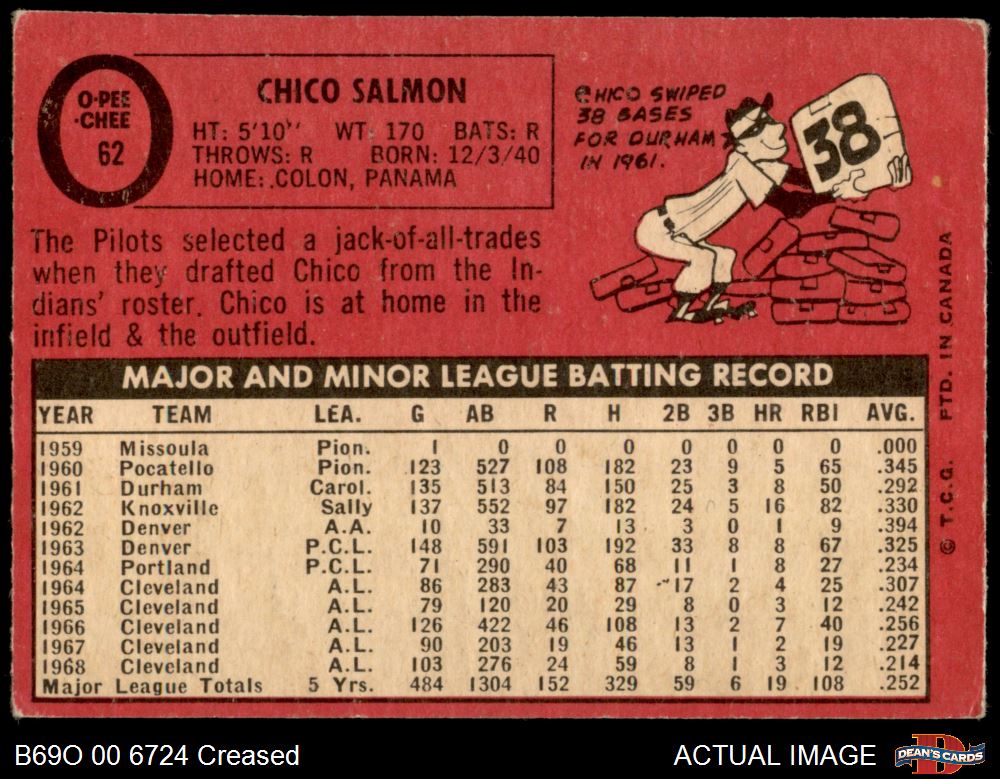 O-PEE
-CHEE
62
CHICO SALMON
HT: 5'10" WT: 170 BATS: R
THROWS: R BORN: 12/3/40
HOME: COLON, PANAMA
CHICO SWIPED
38 BASES
FOR DURHAM
IN 1961.
38
The Pilots selected a jack-of-all-trades
when they drafted Chico from the In-
dians' roster. Chico is at home in the
infield & the outfield.
MAJOR AND MINOR LEAGUE BATTING RECORD
YEAR TEAM LEA. G AB R H 2B 3B HR RBI AVG.
1959 Missoula Pion. 1 0 0 0 0 0 0 0 .000
1960 Pocatello Pion. 123 527 108 182 23 9 5 65 .345
1961 Durham Carol. 135 513 84 150 25 3 8 50 .292
1962 Knoxville Sally 137 552 97 182 24 5 16 82 .330
1962 Denver A.A. 10 33 7 13 3 0 1 9 .394
1963 Denver P.C.L. 148 591 103 192 33 8 8 67 .325
1964 Portland P.C.L. 71 290 40 68 11 1 8 27 .234
1964 Cleveland A.L. 86 283 43 87 17 2 4 25 .307
1965 Cleveland A.L. 79 120 20 29 8 0 3 12 .242
1966 Cleveland A.L. 126 422 46 108 13 2 7 40 .256
1967 Cleveland A.L. 90 203 19 46 13 1 2 19 .227
1968 Cleveland A.L. 103 276 24 59 8 1 3 12 .214
Major League Totals 5 Yrs. 484 1304 152 329 59 6 19 108 .252
© T.C.G. PTD. IN CANADA
B69O 00 6724 Creased
ACTUAL IMAGE
DEAN'S CARDS